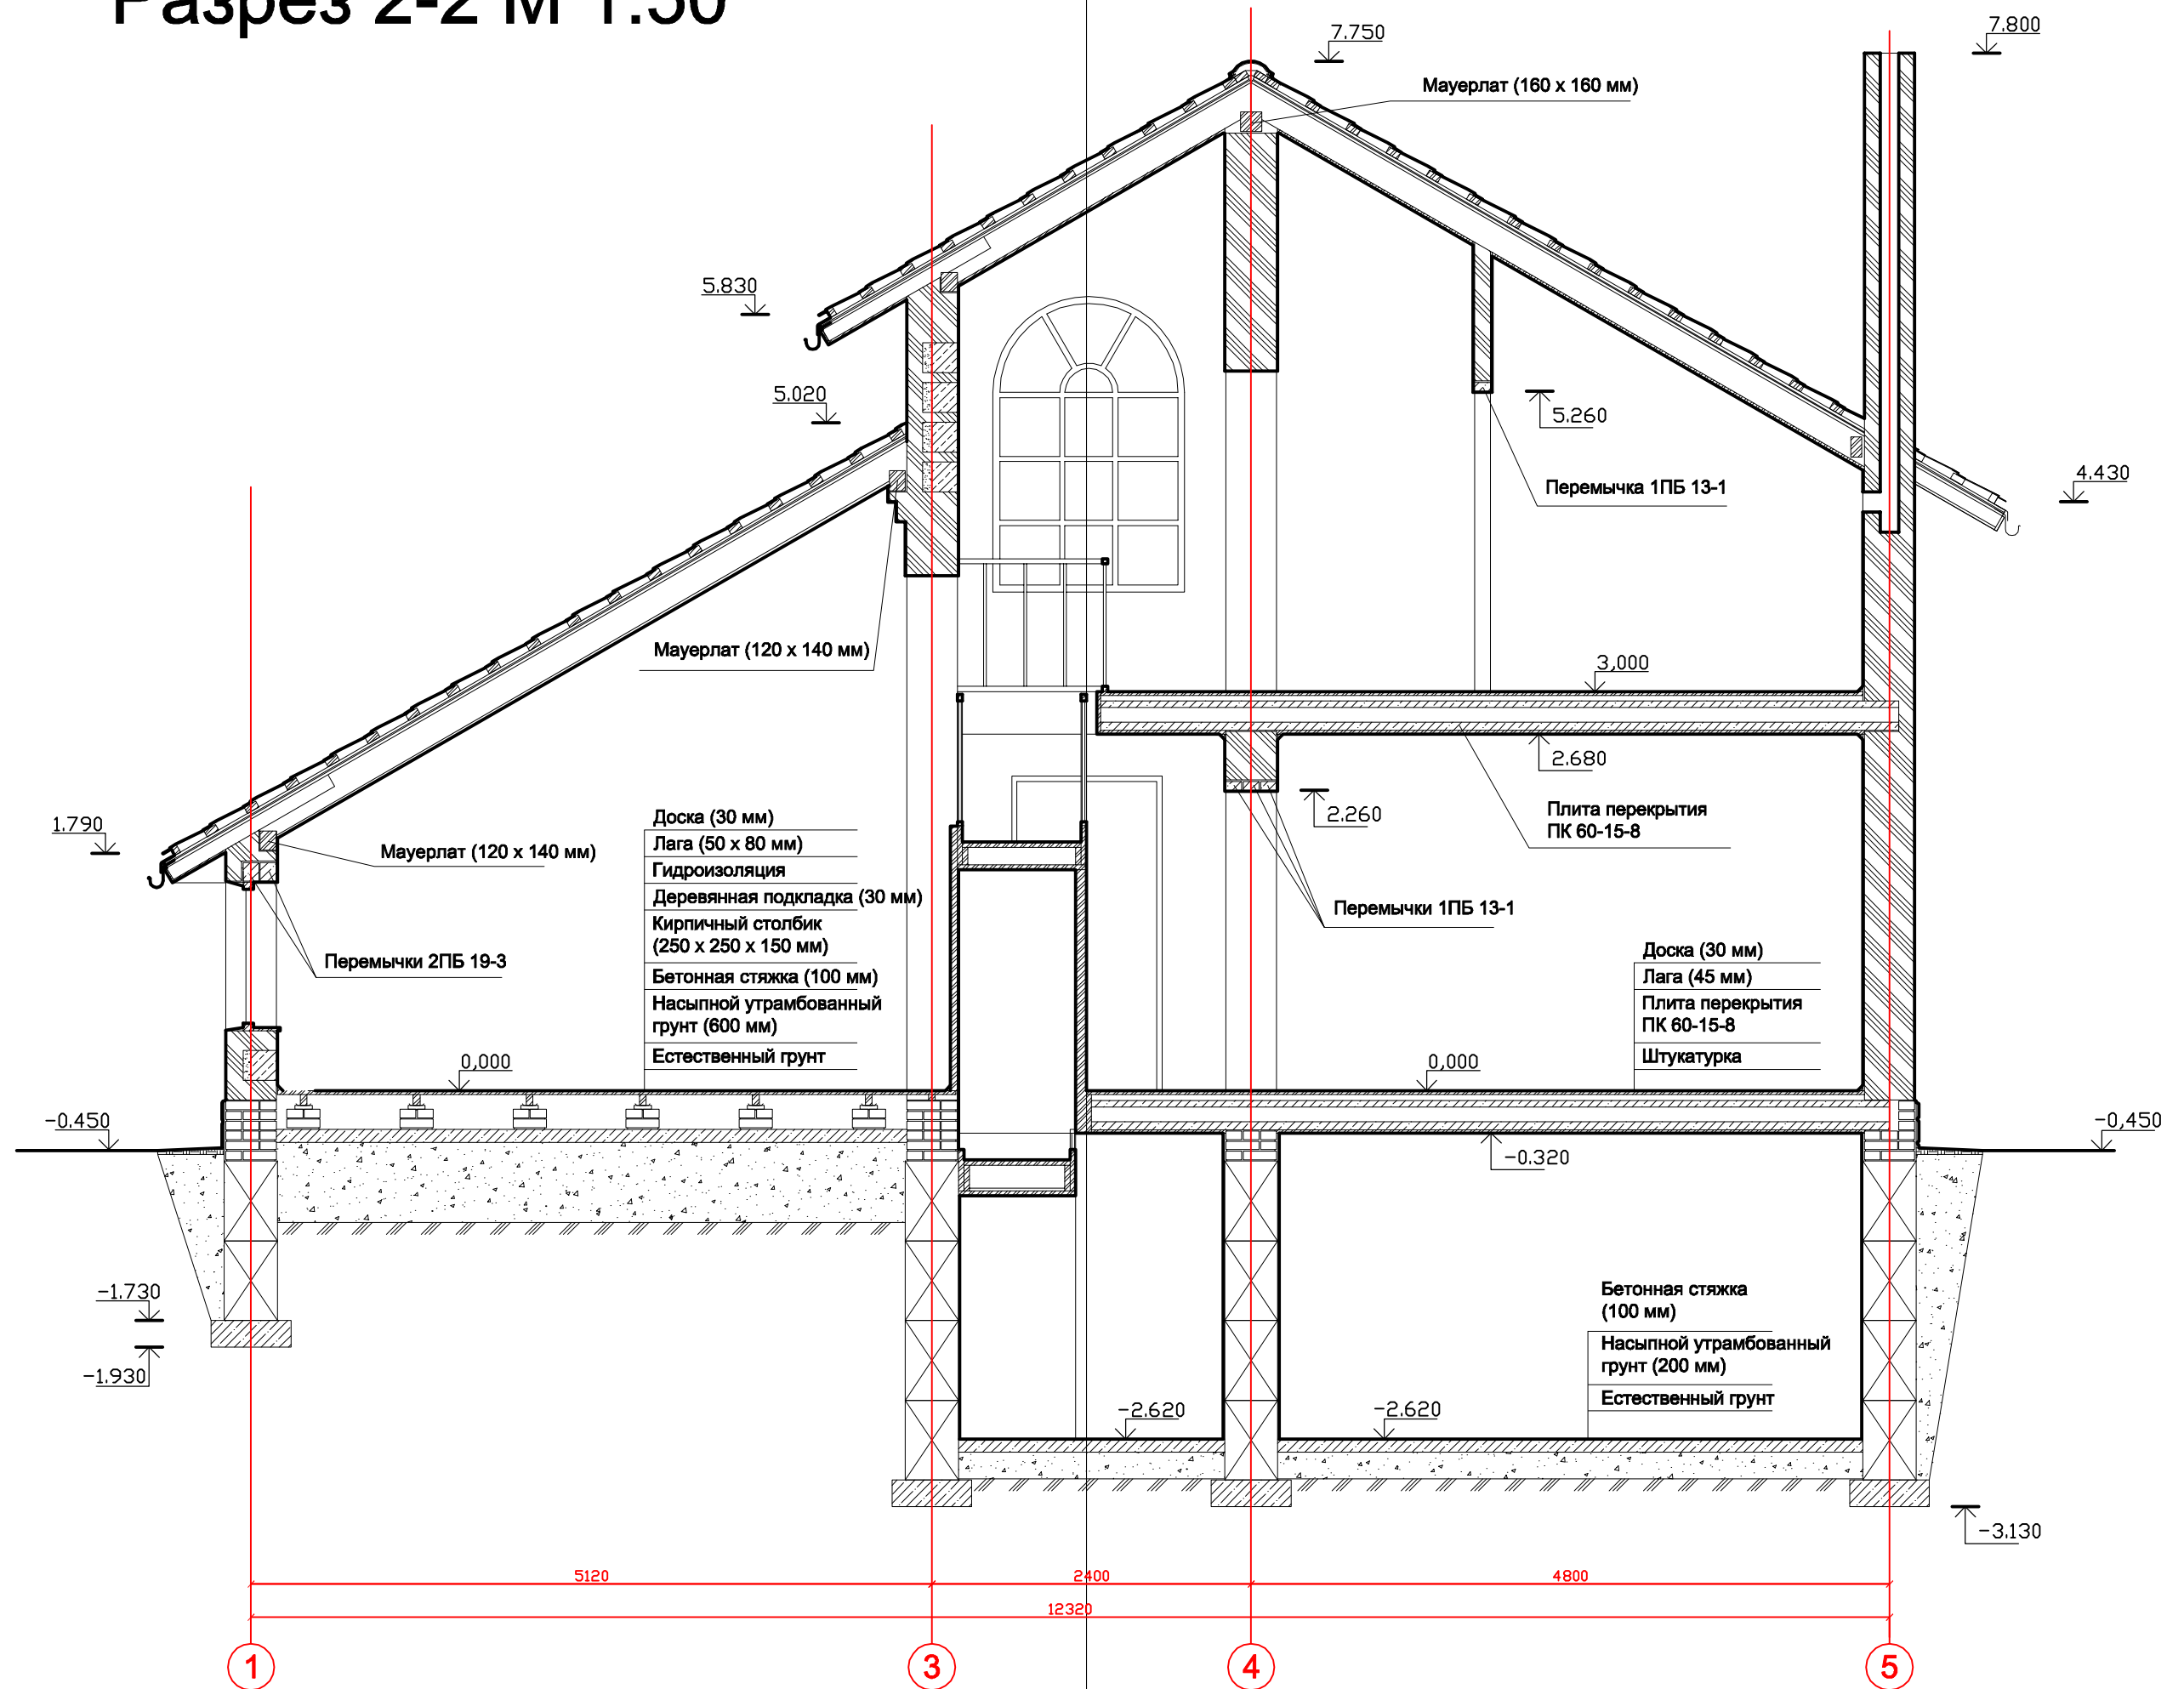 Разрез 2-2 М 1:50
7.800
7.750
Мауерлат (160 х 160 мм)
5.830
5.020
5.260
4.430
Перемычка 1ПБ 13-1
Мауерлат (120 х 140 мм)
3,000
2.680
2.260
Плита перекрытия
ПК 60-15-8
1.790
Мауерлат (120 х 140 мм)
Перемычки 2ПБ 19-3
Доска (30 мм)
Лага (50 х 80 мм)
Гидроизоляция
Деревянная подкладка (30 мм)
Кирпичный столбик
(250 х 250 х 150 мм)
Бетонная стяжка (100 мм)
Насыпной утрамбованный
грунт (600 мм)
Естественный грунт
Перемычки 1ПБ 13-1
Доска (30 мм)
Лага (45 мм)
Плита перекрытия
ПК 60-15-8
Штукатурка
0,000
0,000
-0.450
-0,450
-0.320
-1.730
-1.930
Бетонная стяжка
(100 мм)
Насыпной утрамбованный
грунт (200 мм)
Естественный грунт
-2.620
-2.620
-3.130
5120
2400
4800
12320
1
3
4
5